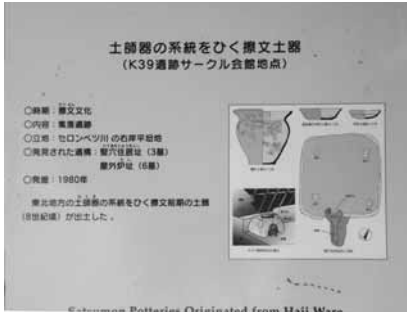 土師器の系統をひく擦文土器
(K39遺跡サークル会館地点)
○時期：擦文文化
○内容：集落遺跡
○立地：セロンペツ川の右岸平坦地
○発見された遺構：竪穴住居址（3基）
屋外炉址（6基）
○発掘：1980年
東北地方の土師器の系統をひく擦文前期の土器
(8世紀頃）が出土した。
Satsumon Potteries Originated from Haji Ware